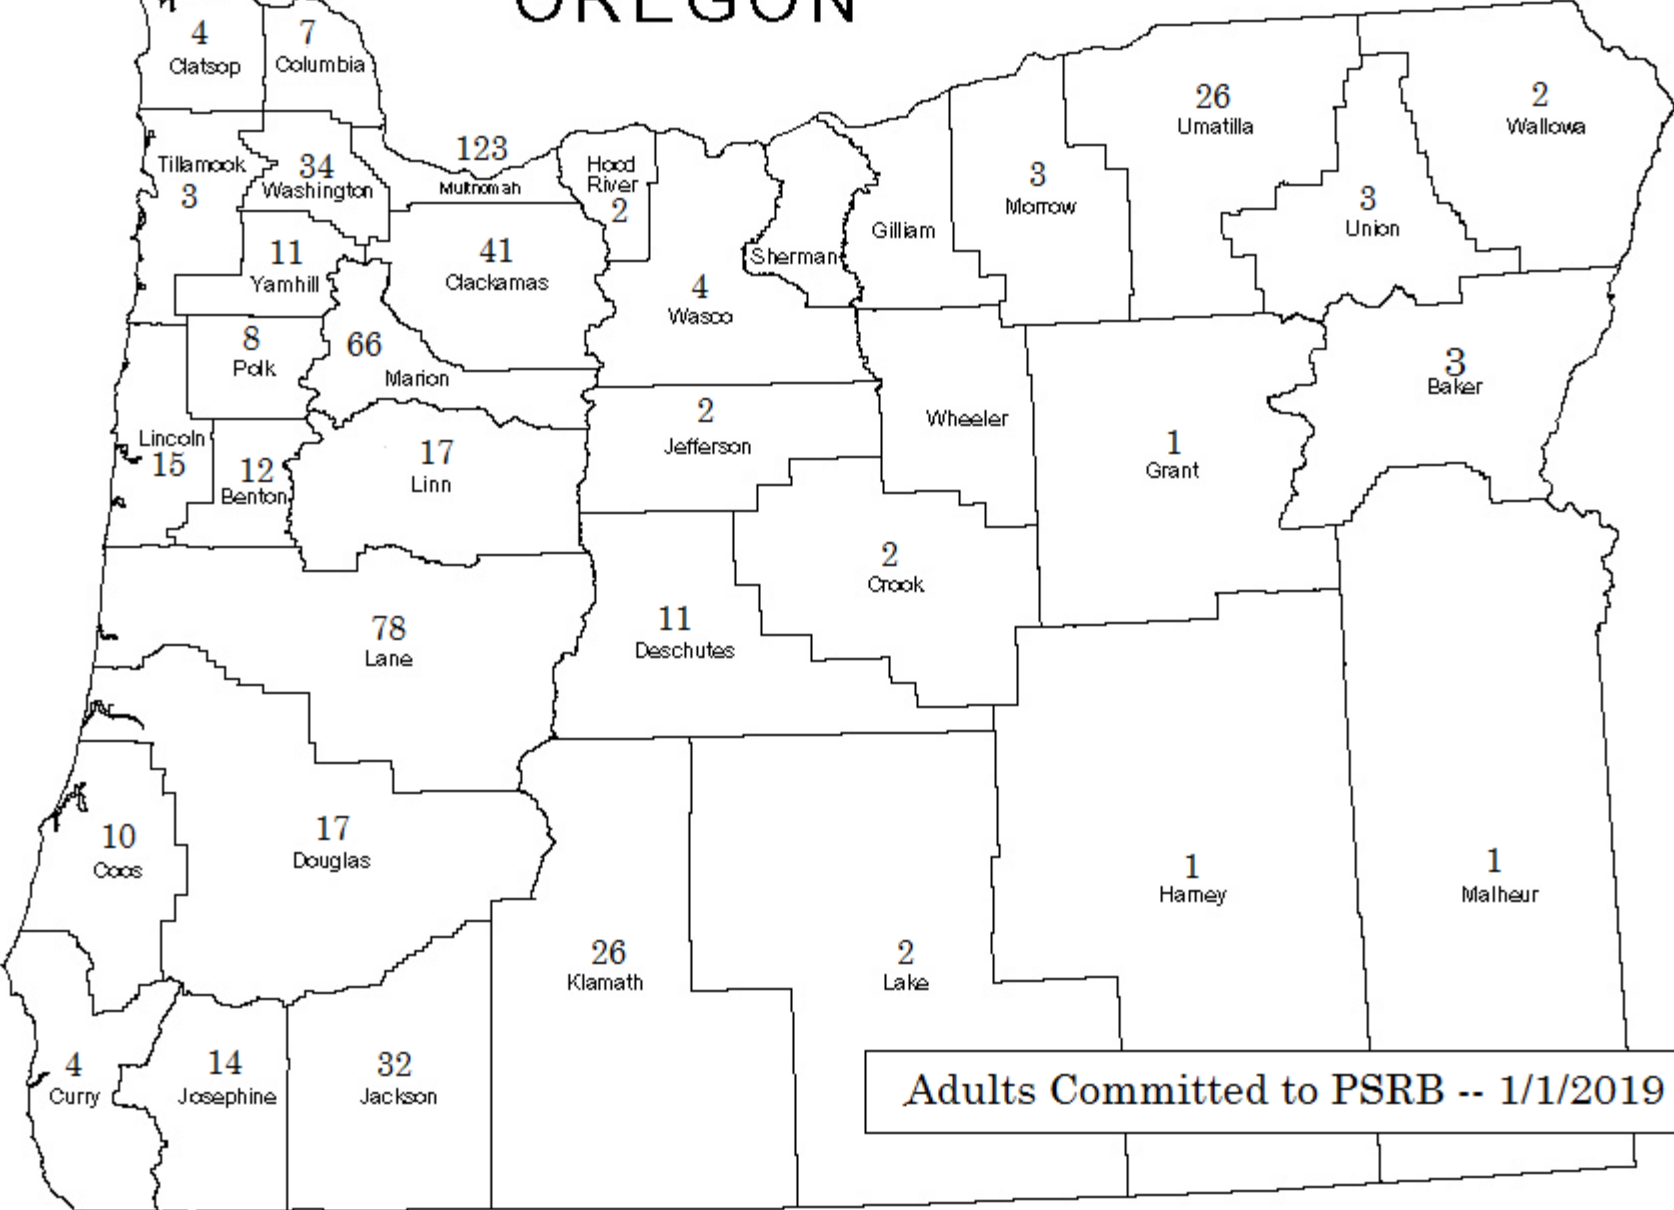 OREGON
4
Clatsop
7
Columbia
26
Umatilla
2
Wallowa
Tillamook
3
34
Washington
123
Multnomah
Hood
River
2
3
Morrow
3
Union
Gilliam
Sherman
11
Yamhill
41
Clackamas
4
Wasco
8
Polk
66
Marion
3
Baker
2
Jefferson
Wheeler
1
Grant
Lincoln
15
12
Benton
17
Linn
2
Crook
78
Lane
11
Deschutes
10
Coos
17
Douglas
1
Harney
1
Malheur
26
Klamath
2
Lake
4
Curry
14
Josephine
32
Jackson
Adults Committed to PSRB -- 1/1/2019